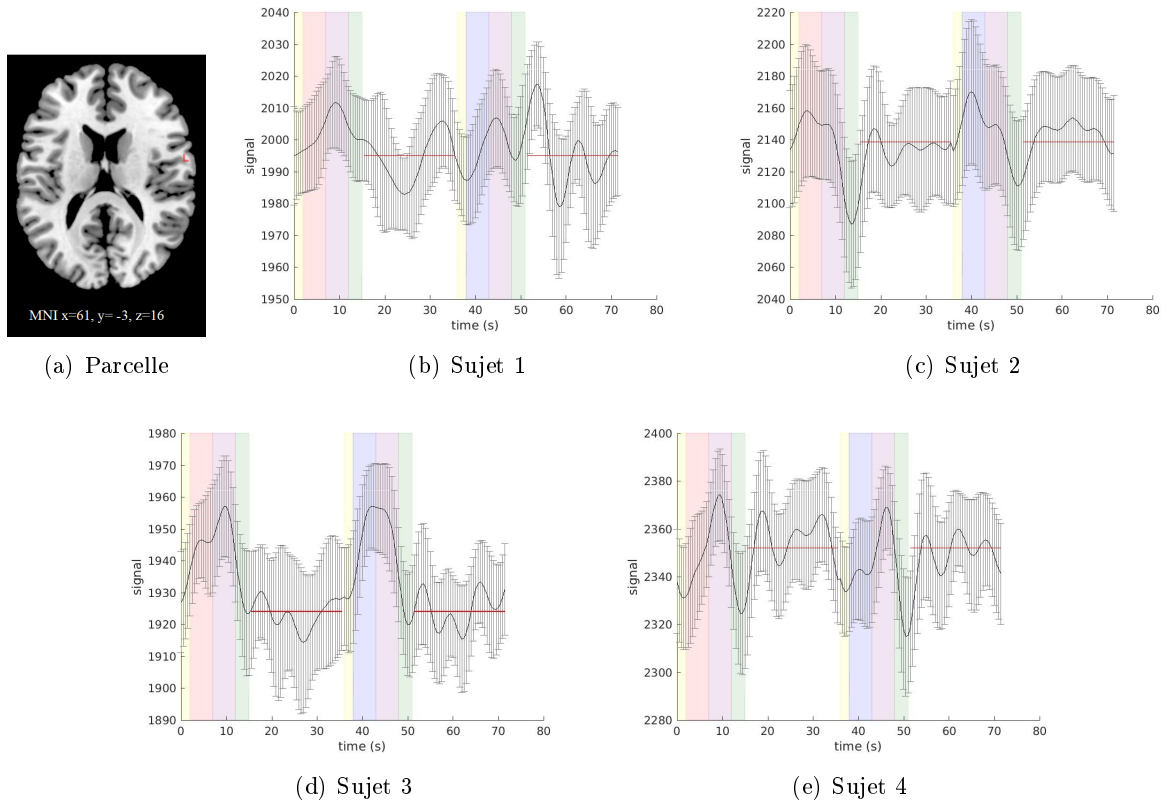 MNI x=61, y= -3, z=16
(a) Parcelle
2040
2030
2020
2010
2000
1990
1980
1970
1960
1950
signal
0 10 20 30 40 50 60 70 80
time (s)
(b) Sujet 1
2220
2200
2180
2160
2140
2120
2100
2080
2060
2040
signal
0 10 20 30 40 50 60 70 80
time (s)
(c) Sujet 2
1980
1970
1960
1950
1940
1930
1920
1910
1900
1890
signal
0 10 20 30 40 50 60 70 80
time (s)
(d) Sujet 3
2400
2380
2360
2340
2320
2300
2280
signal
0 10 20 30 40 50 60 70 80
time (s)
(e) Sujet 4